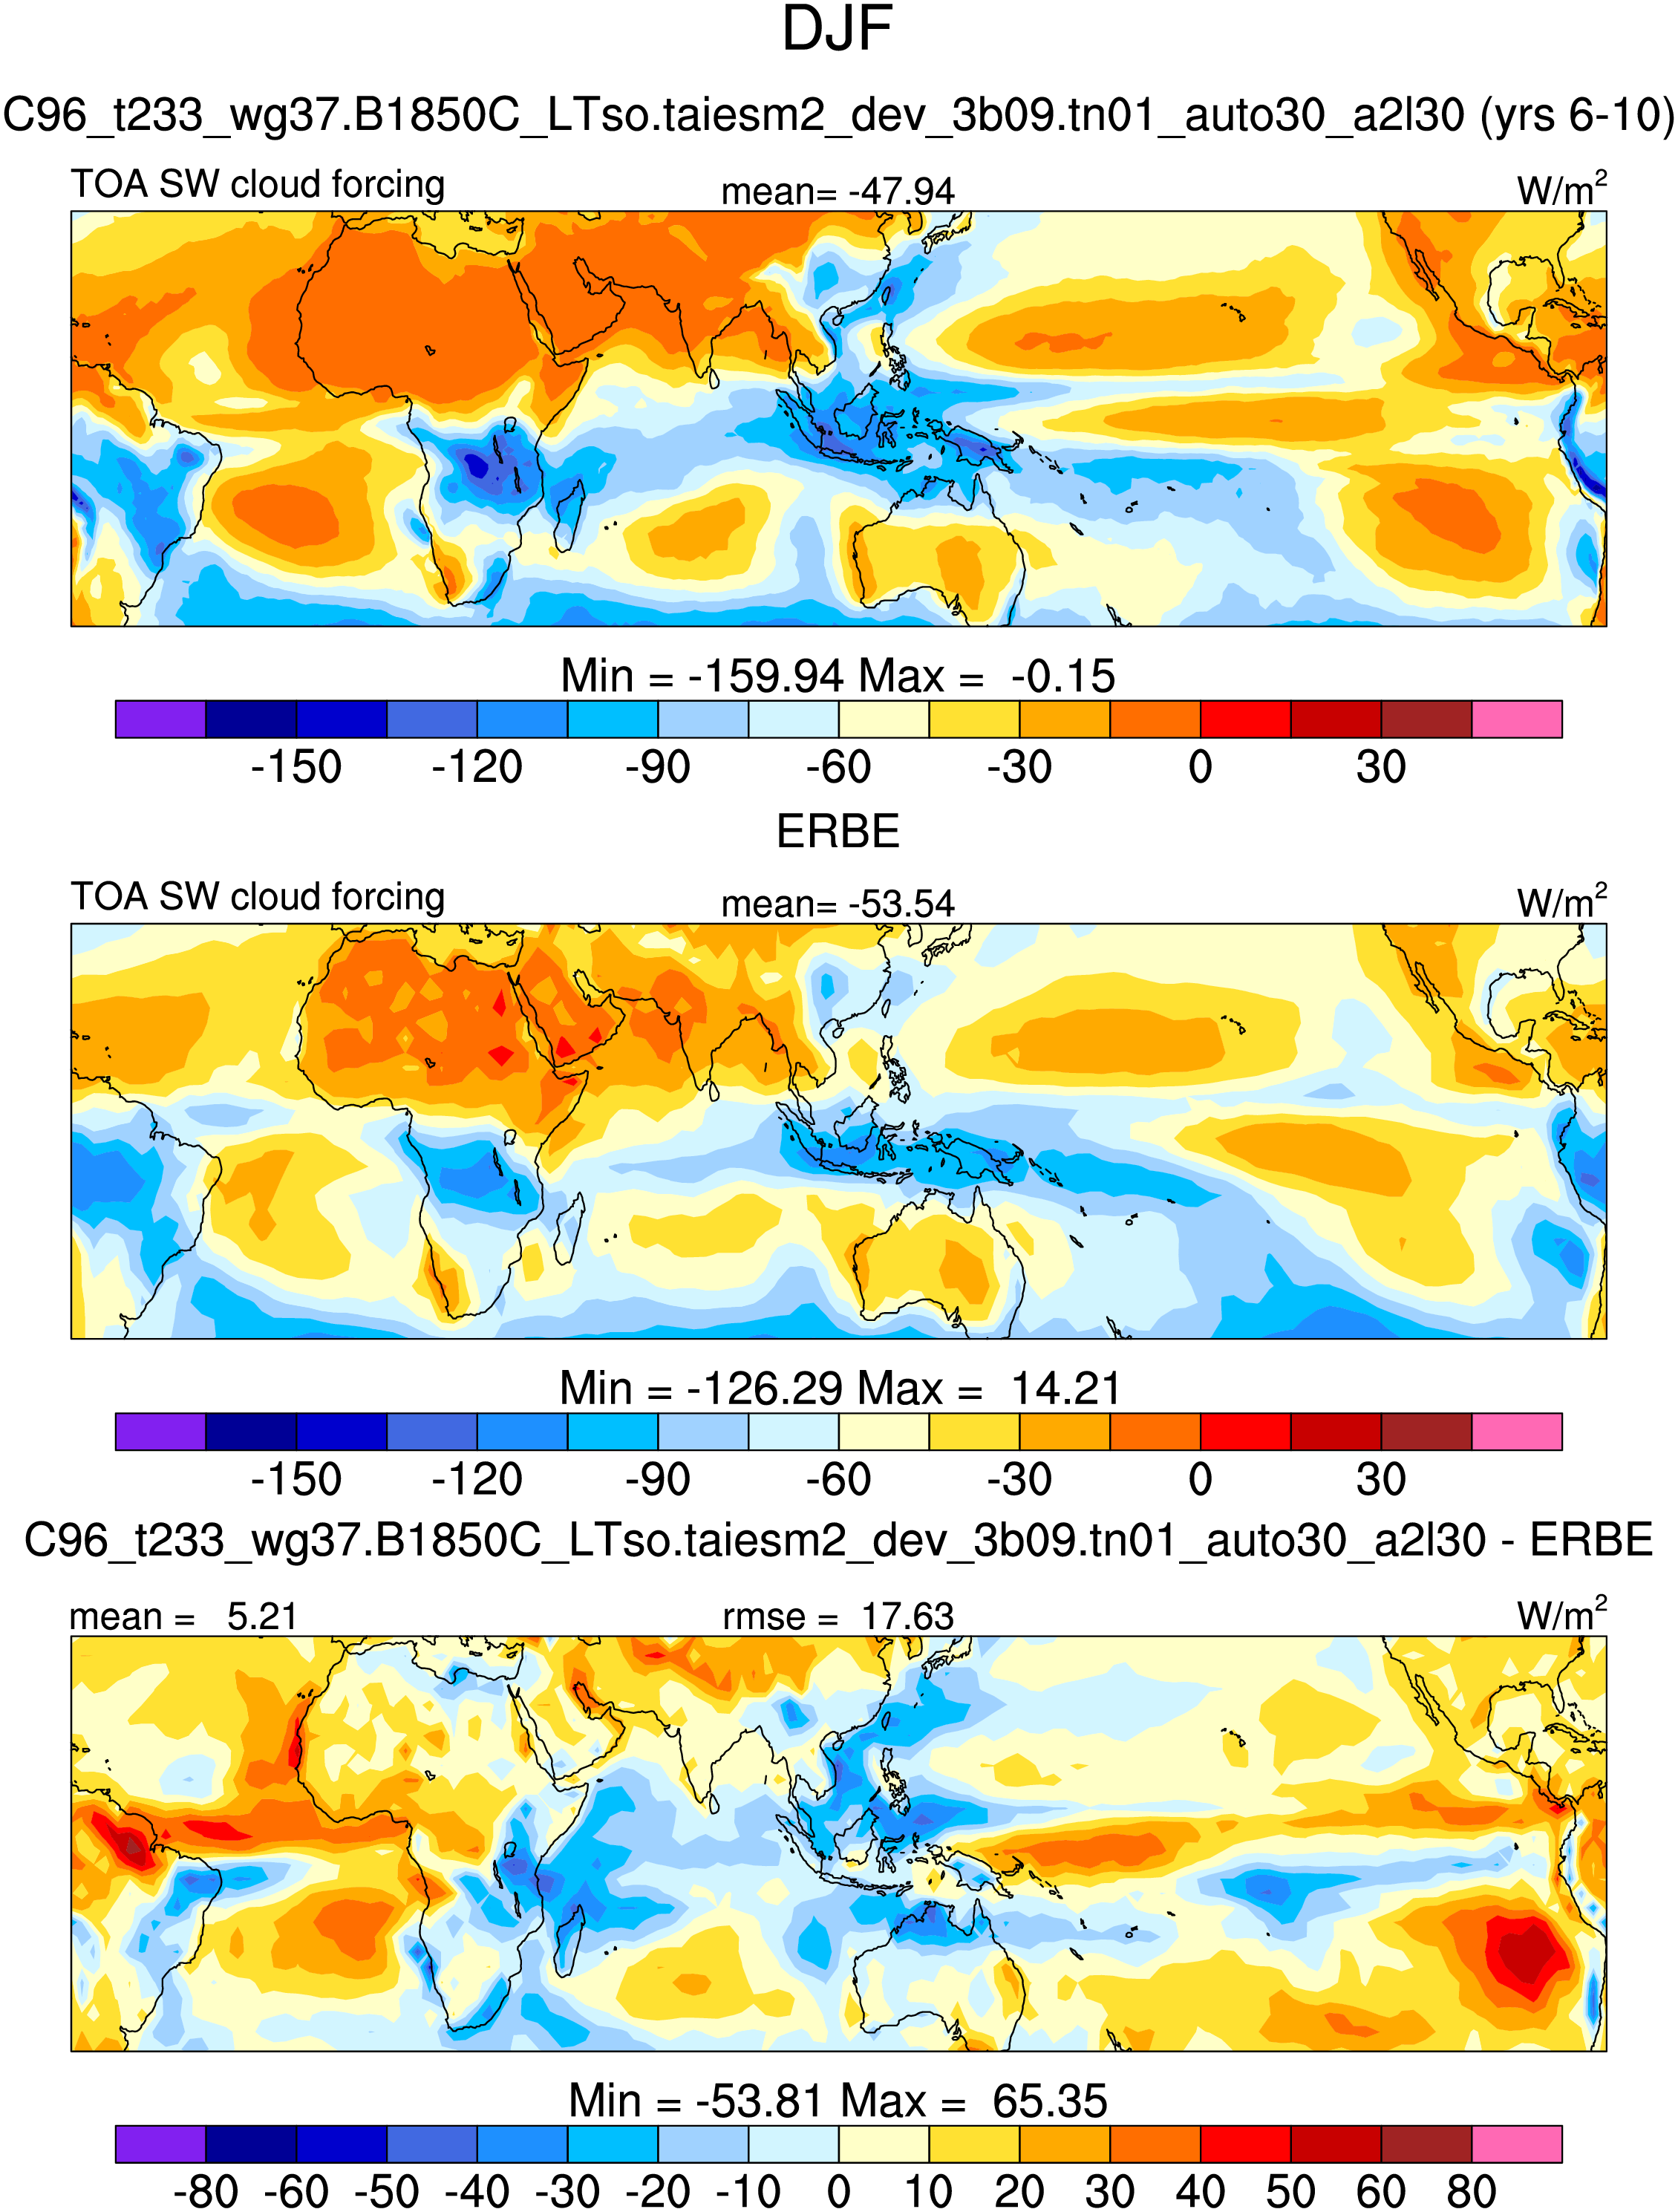 DJF
C96_t233_wg37.B1850C_LTso.taiesm2_dev_3b09.tn01_auto30_a2l30 (yrs 6-10)
TOA SW cloud forcing mean= -47.94 W/m2
Min = -159.94 Max = -0.15
-150 -120 -90 -60 -30 0 30
ERBE
TOA SW cloud forcing mean= -53.54 W/m2
Min = -126.29 Max = 14.21
-150 -120 -90 -60 -30 0 30
C96_t233_wg37.B1850C_LTso.taiesm2_dev_3b09.tn01_auto30_a2l30 - ERBE
mean = 5.21 rmse = 17.63 W/m2
Min = -53.81 Max = 65.35
-80 -60 -50 -40 -30 -20 -10 0 10 20 30 40 50 60 80